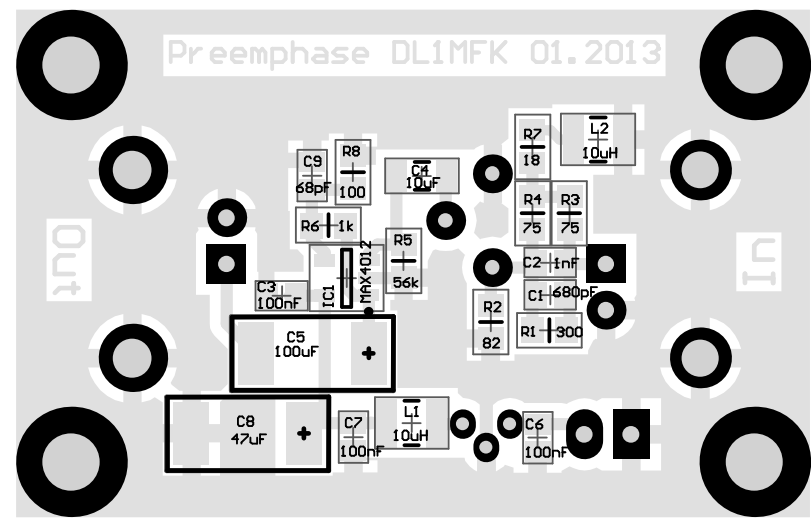 Preemphase DL1MFK 01.2013
R7
18
L2
10uH
C9
68pF
R8
100
C4
10uF
R4
75
R3
75
R6 1k
Out
R5
56k
IC1
MAX4012
C3
100nF
C2 1nF
C1 680pF
R2
82
R1 300
In
C5
100uF
+
C8
47uF
+
C7
100nF
L1
10uH
C6
100nF